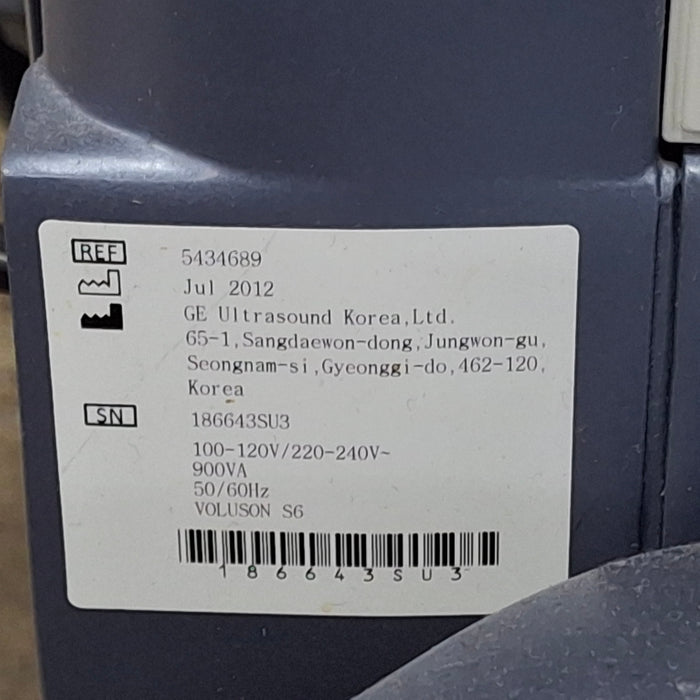 REF 5434689
Jul 2012
GE Ultrasound Korea,Ltd.
65-1,Sangdaewon-dong,Jungwon-gu,
Seongnam-si,Gyeonggi-do,462-120,
Korea
SN 186643SU3
100-120V/220-240V~
900VA
50/60Hz
VOLUSON S6
186643SU3